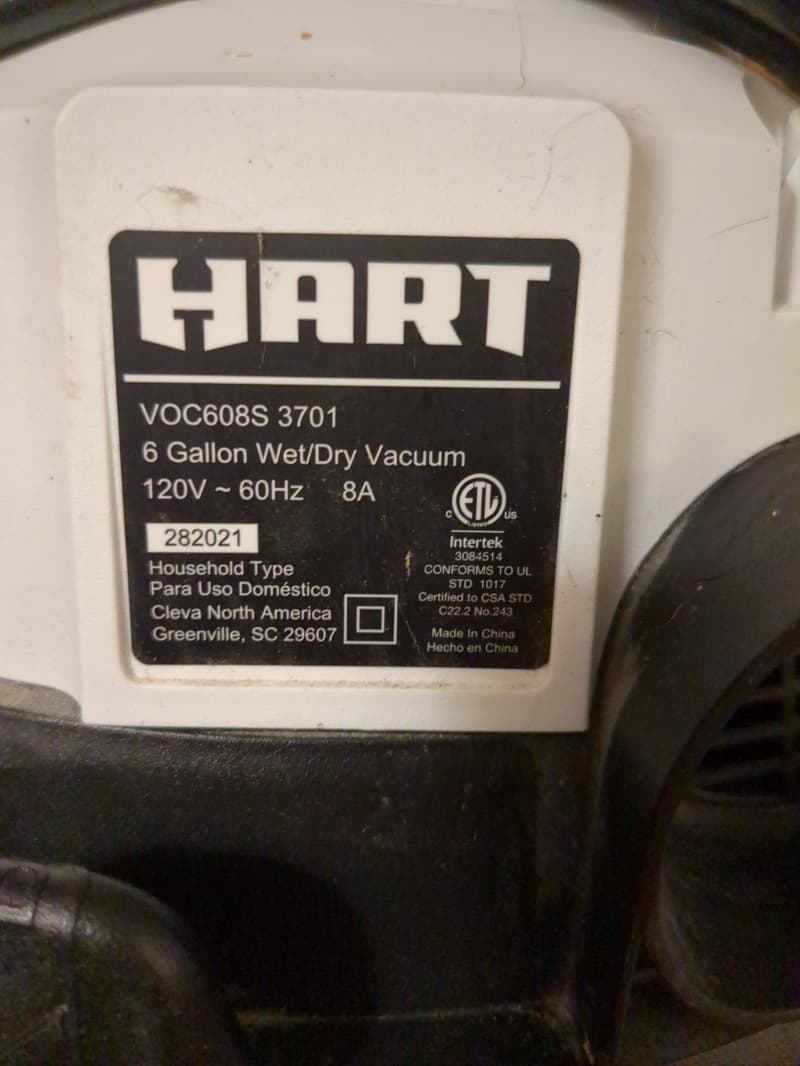 HART
VOC608S 3701
6 Gallon Wet/Dry Vacuum
120V ~ 60Hz 8A
282021
Household Type
Para Uso Doméstico
Cleva North America
Greenville, SC 29607
C ETL US
LISTED
Intertek
3084514
CONFORMS TO UL
STD 1017
Certified to CSA STD
C22.2 No.243
Made In China
Hecho en China